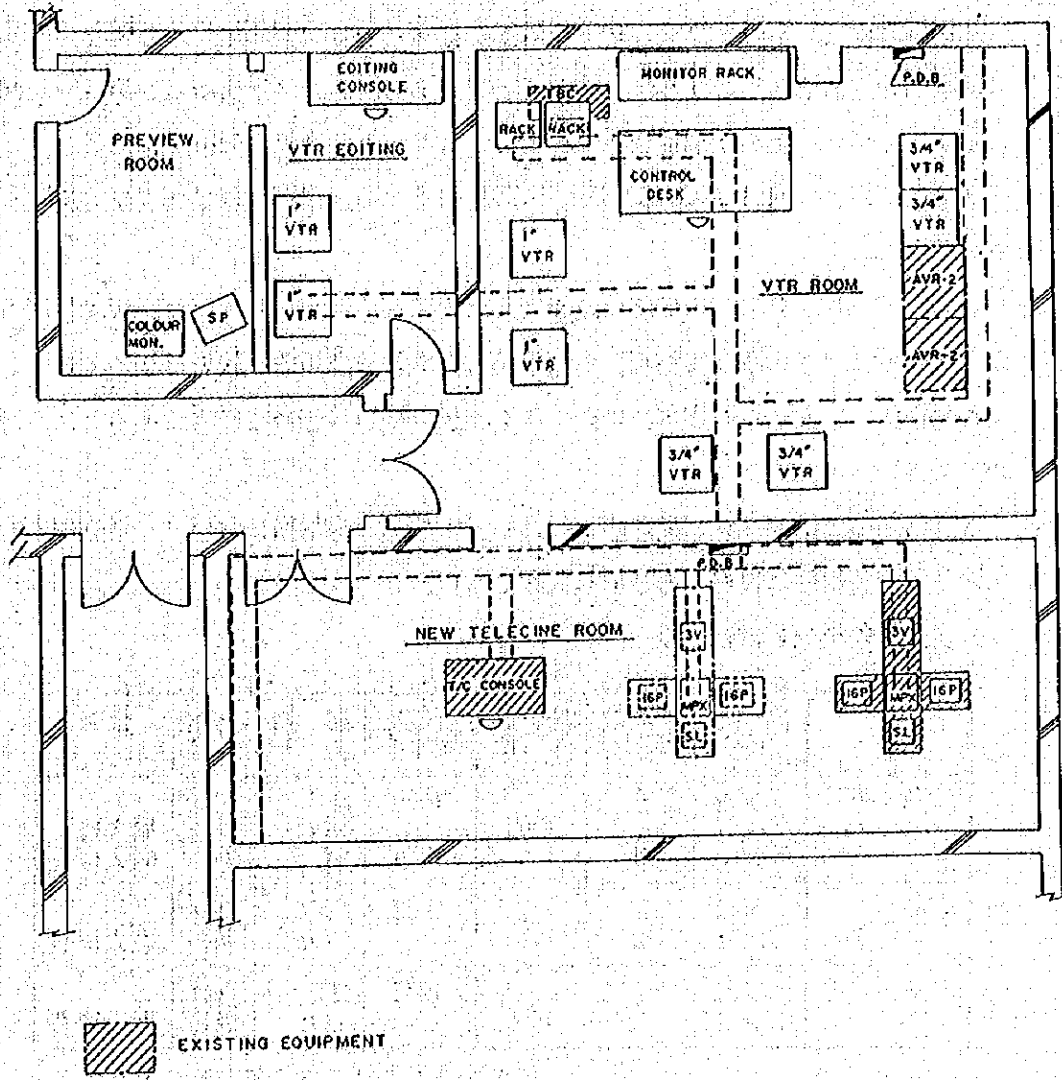 EDITING
CONSOLE
MONITOR RACK
P.D.B
TBC
RACK
RACK
PREVIEW
ROOM
VTR EDITING
CONTROL
DESK
3/4"
VTR
3/4"
VTR
1"
VTR
1"
VTR
AVR-2
VTR ROOM
1"
VTR
COLOUR
MON.
SP
1"
VTR
AVR-2
3/4"
VTR
3/4"
VTR
P.D.B
NEW TELECINE ROOM
3V
3V
T/C CONSOLE
16P
MPX
16P
16P
MPX
16P
S.L
S.L
EXISTING EQUIPMENT